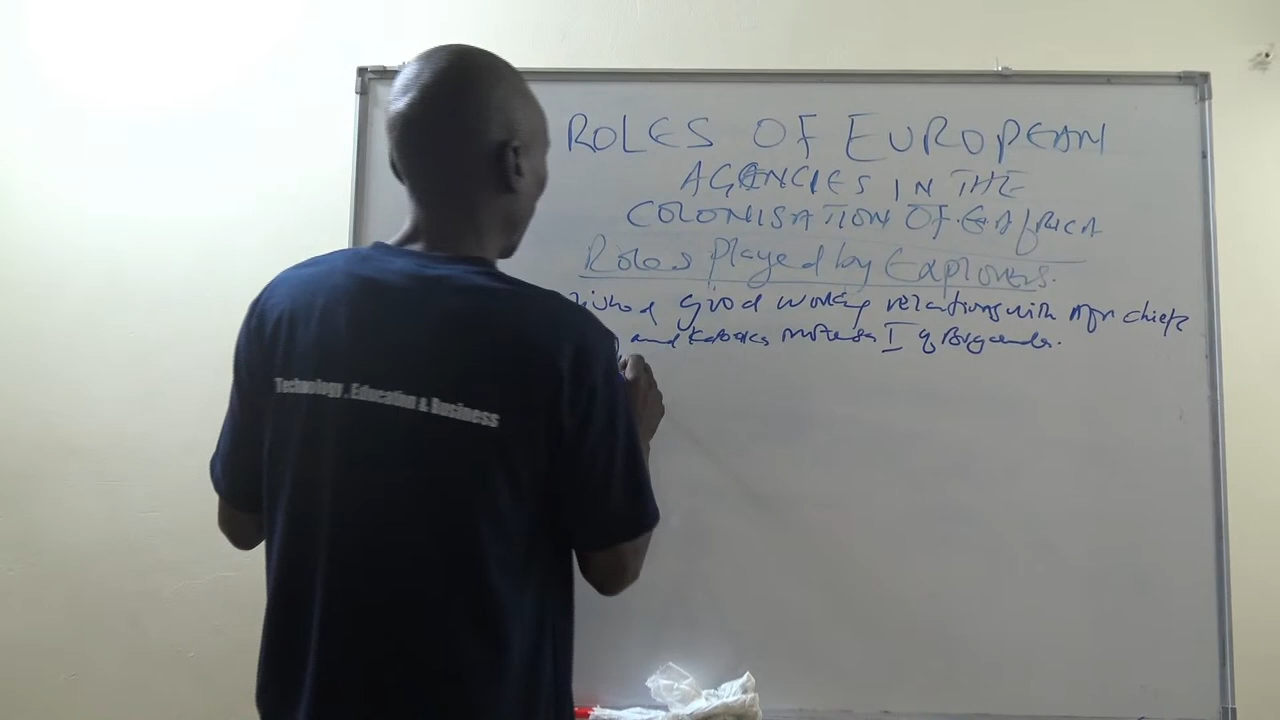 ROLES OF EUROPEAN
AGENCIES IN THE
COLONISATION OF E.AfRICA
Roles played by Explorers.
good working relations with Afr chiefs
and Kabakas Mutesa I of Buganda.
Technology , Education & Business